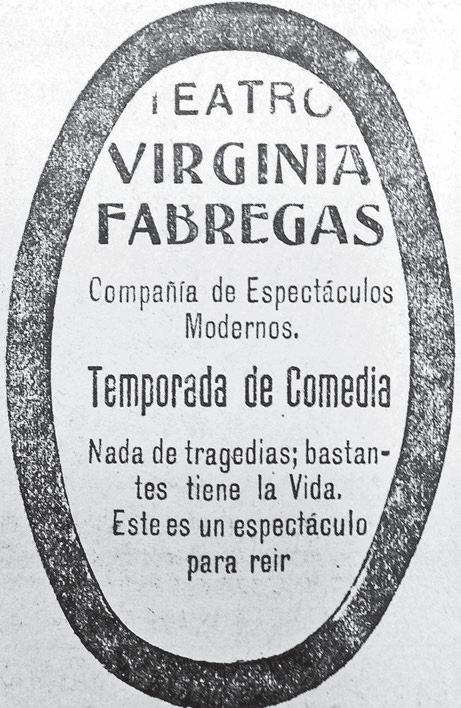 TEATRO
VIRGINIA
FABREGAS
Compañía de Espectáculos
Modernos.
Temporada de Comedia
Nada de tragedias; bastan-
tes tiene la Vida.
Este es un espectáculo
para reir